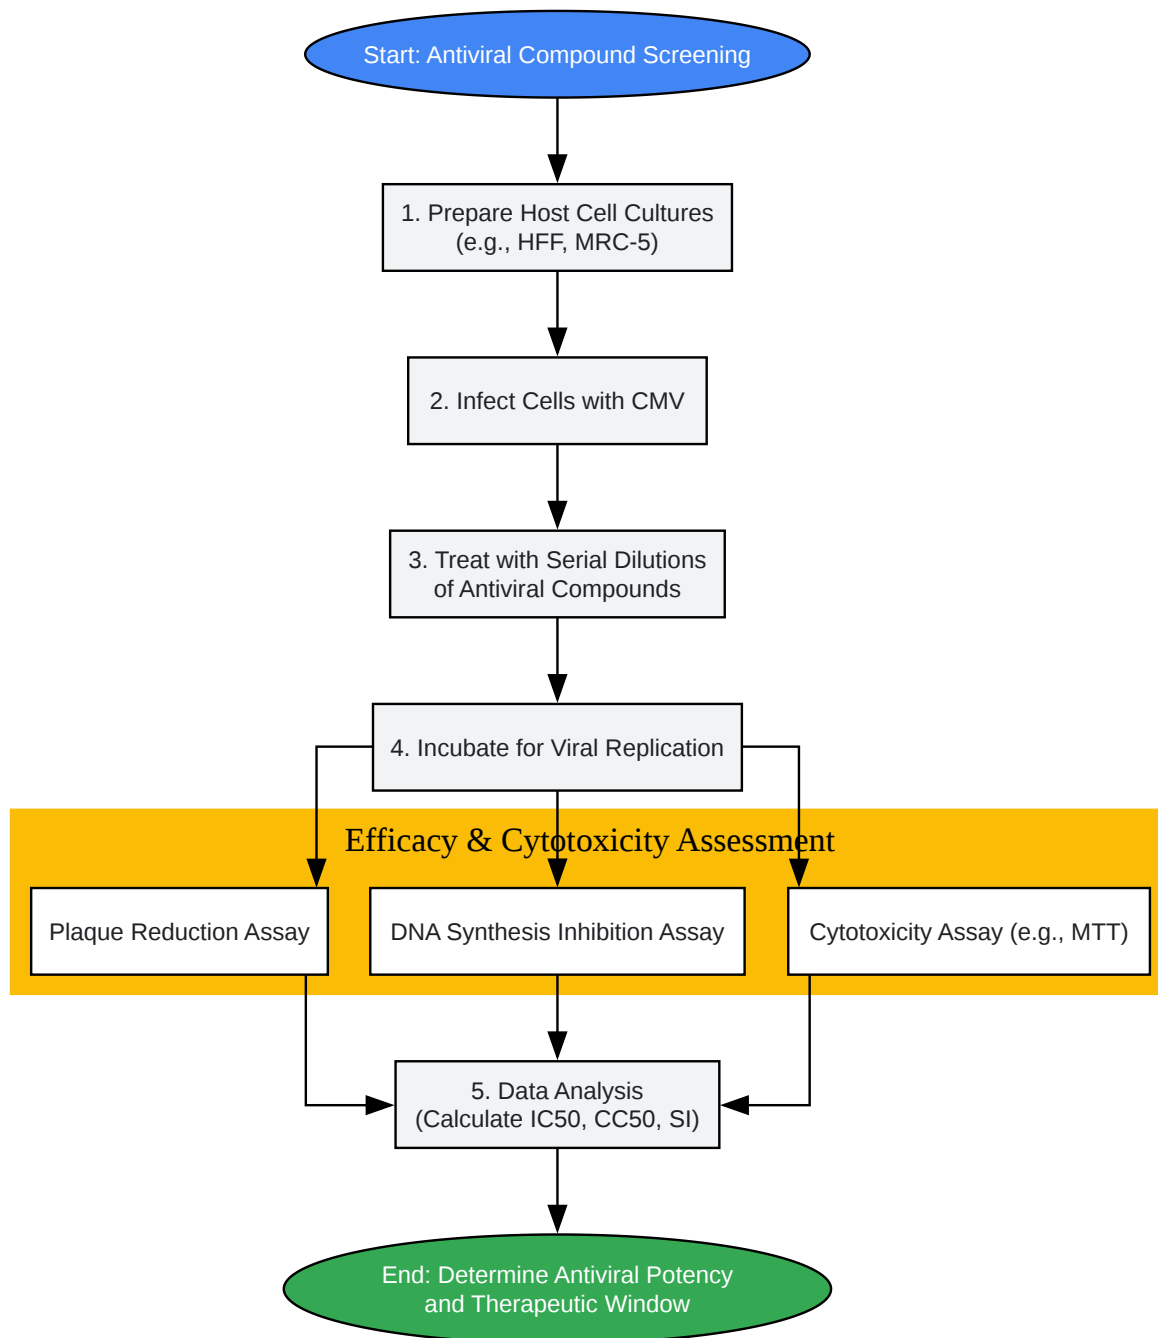 Start: Antiviral Compound Screening
1. Prepare Host Cell Cultures
(e.g., HFF, MRC-5)
2. Infect Cells with CMV
3. Treat with Serial Dilutions
of Antiviral Compounds
4. Incubate for Viral Replication
Efficacy & Cytotoxicity Assessment
Plaque Reduction Assay
DNA Synthesis Inhibition Assay
Cytotoxicity Assay (e.g., MTT)
5. Data Analysis
(Calculate IC50, CC50, SI)
End: Determine Antiviral Potency
and Therapeutic Window